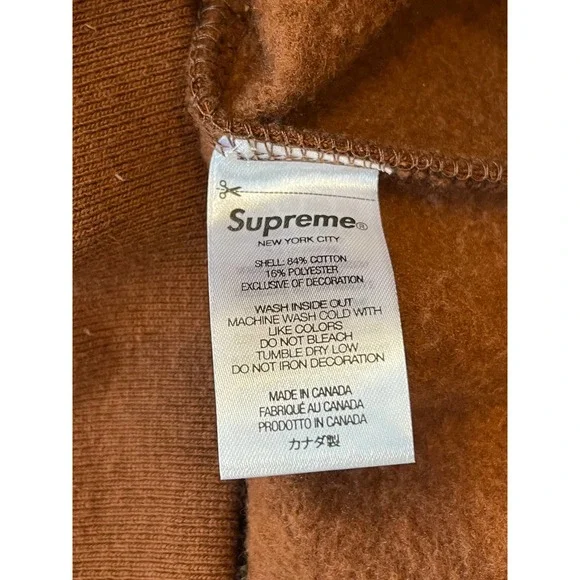 Supreme®
NEW YORK CITY
SHELL: 84% COTTON
16% POLYESTER
EXCLUSIVE OF DECORATION
WASH INSIDE OUT
MACHINE WASH COLD WITH
LIKE COLORS
DO NOT BLEACH
TUMBLE DRY LOW
DO NOT IRON DECORATION
MADE IN CANADA
FABRIQUÉ AU CANADA
PRODOTTO IN CANADA
カナダ製